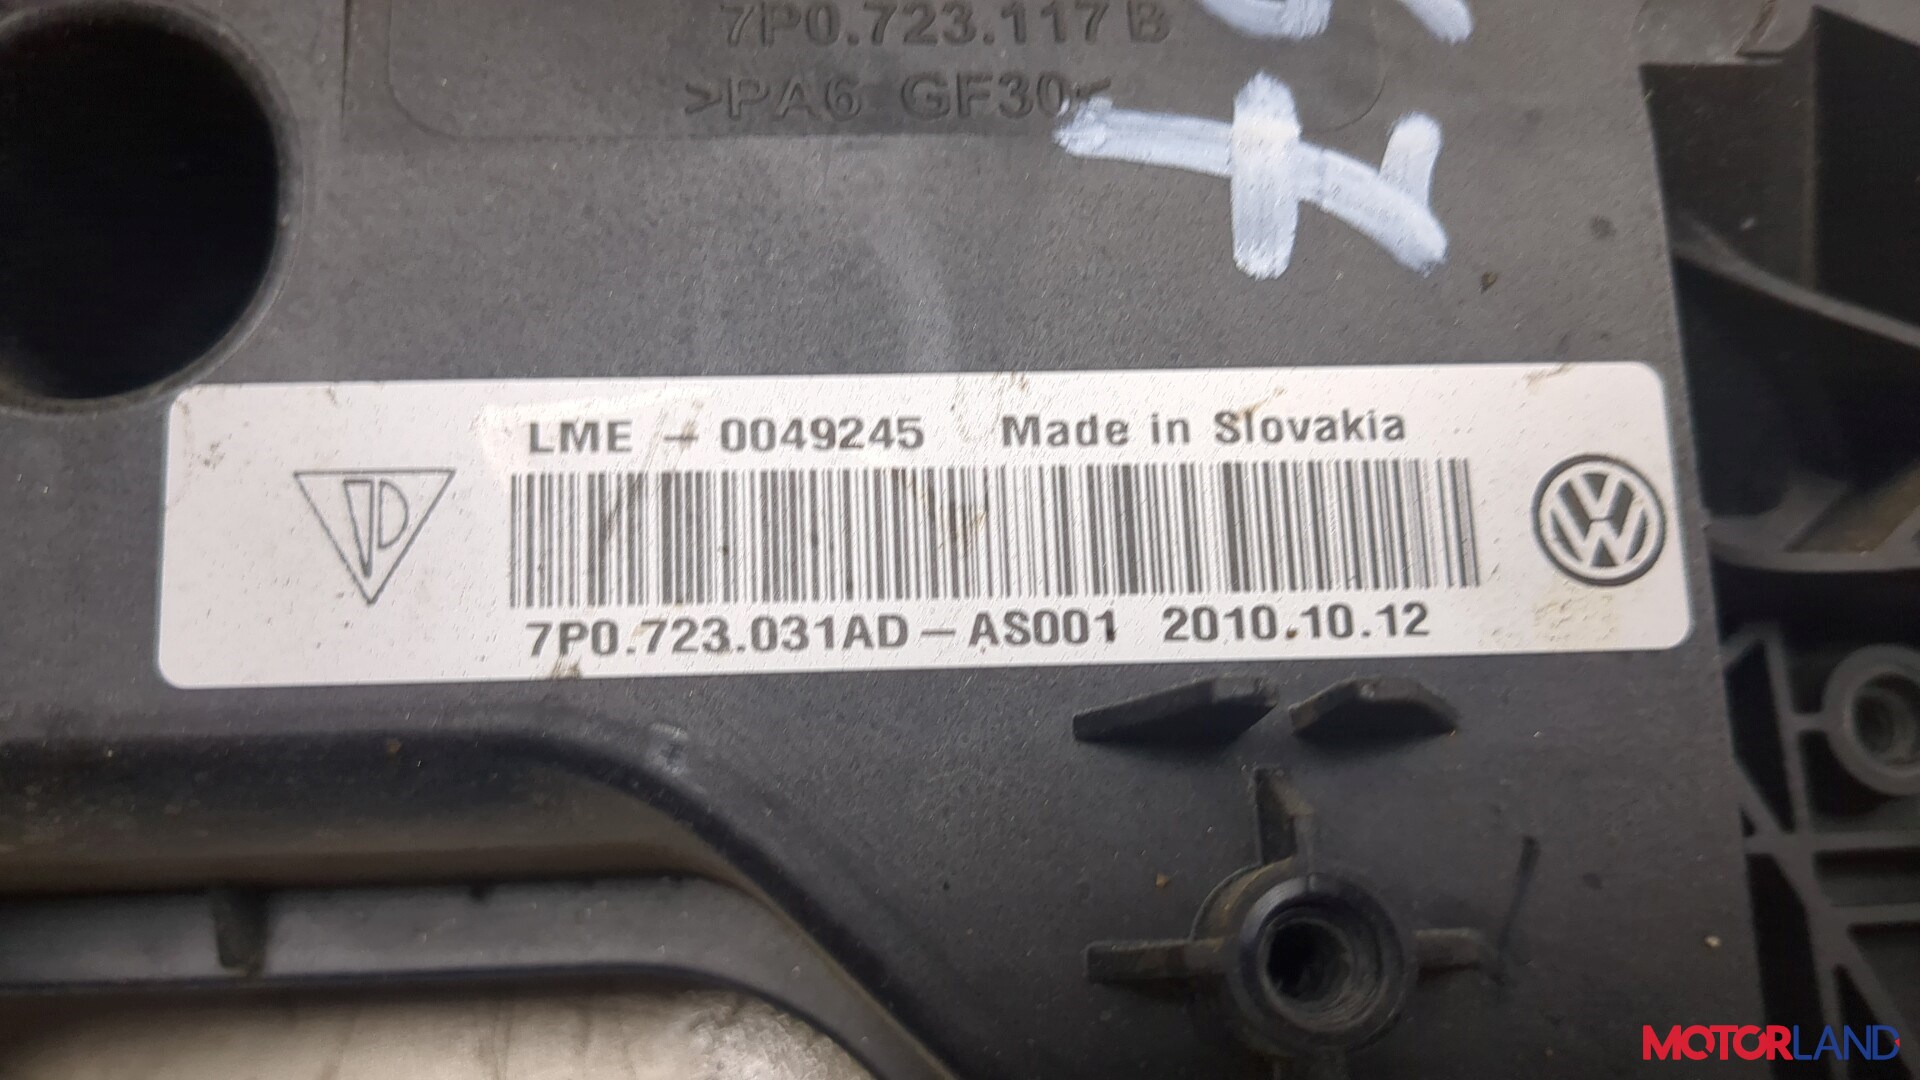 7P0.723.117 B
>PA6 GF30<
LME - 0049245 Made in Slovakia
7P0.723.031AD - AS001 2010.10.12
MOTORLAND